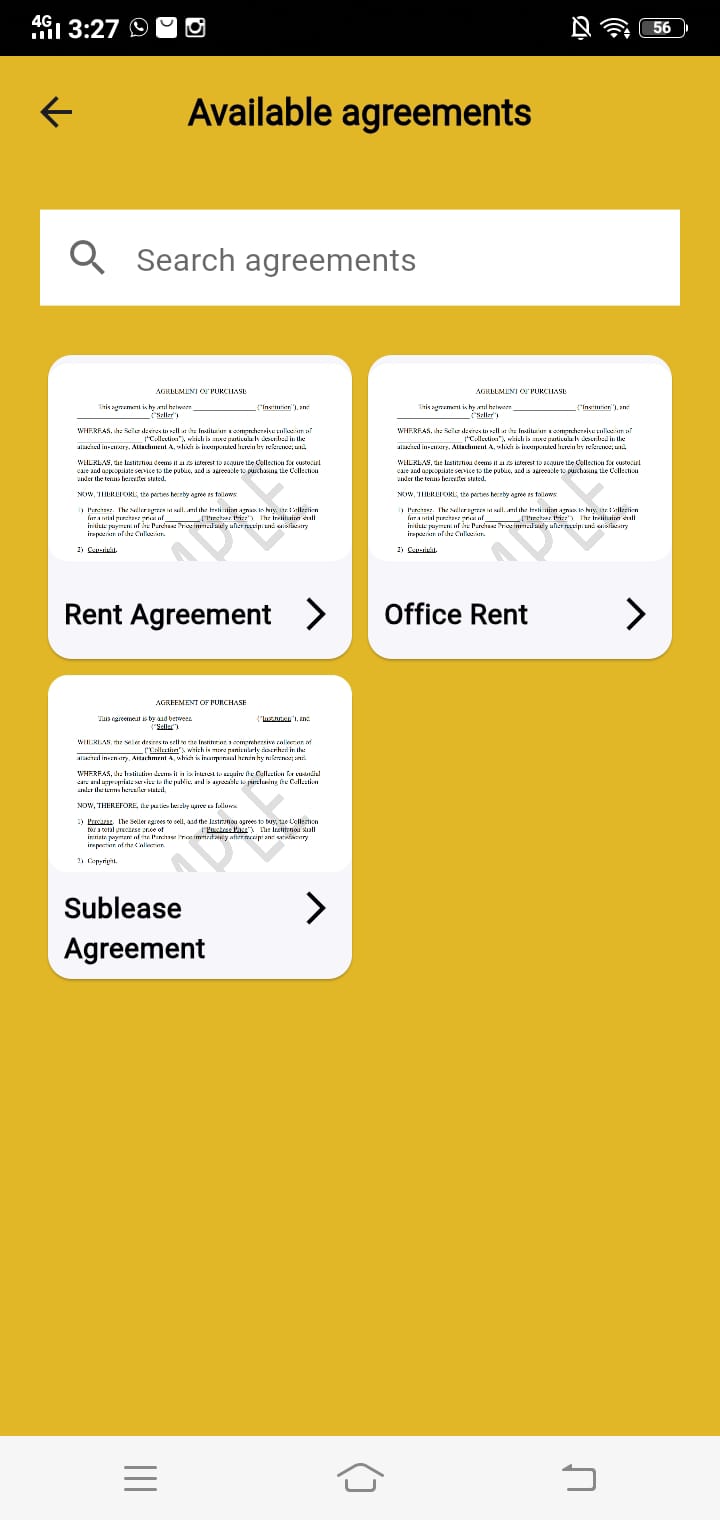 4G
3:27
56
Available agreements
Search agreements
AGREEMENT OF PURCHASE
This agreement is by and between ____________ ("Institution"), and
____________ ("Seller").
WHEREAS, the Seller desires to sell to the Institution a comprehensive collection of
____________ ("Collection"), which is more particularly described in the
attached inventory, Attachment A, which is incorporated herein by reference; and,
WHEREAS, the Institution deems it in its interest to acquire the Collection for custodial
care and appropriate service to the public, and is agreeable to purchasing the Collection
under the terms hereafter stated,
NOW, THEREFORE, the parties hereby agree as follows:
1) Purchase. The Seller agrees to sell, and the Institution agrees to buy, the Collection
for a total purchase price of ________ ("Purchase Price"). The Institution shall
initiate payment of the Purchase Price immediately after receipt and satisfactory
inspection of the Collection.
2) Copyright.
Rent Agreement
AGREEMENT OF PURCHASE
This agreement is by and between ____________ ("Institution"), and
____________ ("Seller").
WHEREAS, the Seller desires to sell to the Institution a comprehensive collection of
____________ ("Collection"), which is more particularly described in the
attached inventory, Attachment A, which is incorporated herein by reference; and,
WHEREAS, the Institution deems it in its interest to acquire the Collection for custodial
care and appropriate service to the public, and is agreeable to purchasing the Collection
under the terms hereafter stated,
NOW, THEREFORE, the parties hereby agree as follows:
1) Purchase. The Seller agrees to sell, and the Institution agrees to buy, the Collection
for a total purchase price of ________ ("Purchase Price"). The Institution shall
initiate payment of the Purchase Price immediately after receipt and satisfactory
inspection of the Collection.
2) Copyright.
Office Rent
AGREEMENT OF PURCHASE
This agreement is by and between ("Institution"), and
("Seller").
WHEREAS, the Seller desires to sell to the Institution a comprehensive collection of
____________ ("Collection"), which is more particularly described in the
attached inventory, Attachment A, which is incorporated herein by reference; and,
WHEREAS, the Institution deems it in its interest to acquire the Collection for custodial
care and appropriate service to the public, and is agreeable to purchasing the Collection
under the terms hereafter stated,
NOW, THEREFORE, the parties hereby agree as follows:
1) Purchase. The Seller agrees to sell, and the Institution agrees to buy, the Collection
for a total purchase price of ("Purchase Price"). The Institution shall
initiate payment of the Purchase Price immediately after receipt and satisfactory
inspection of the Collection.
2) Copyright.
Sublease
Agreement